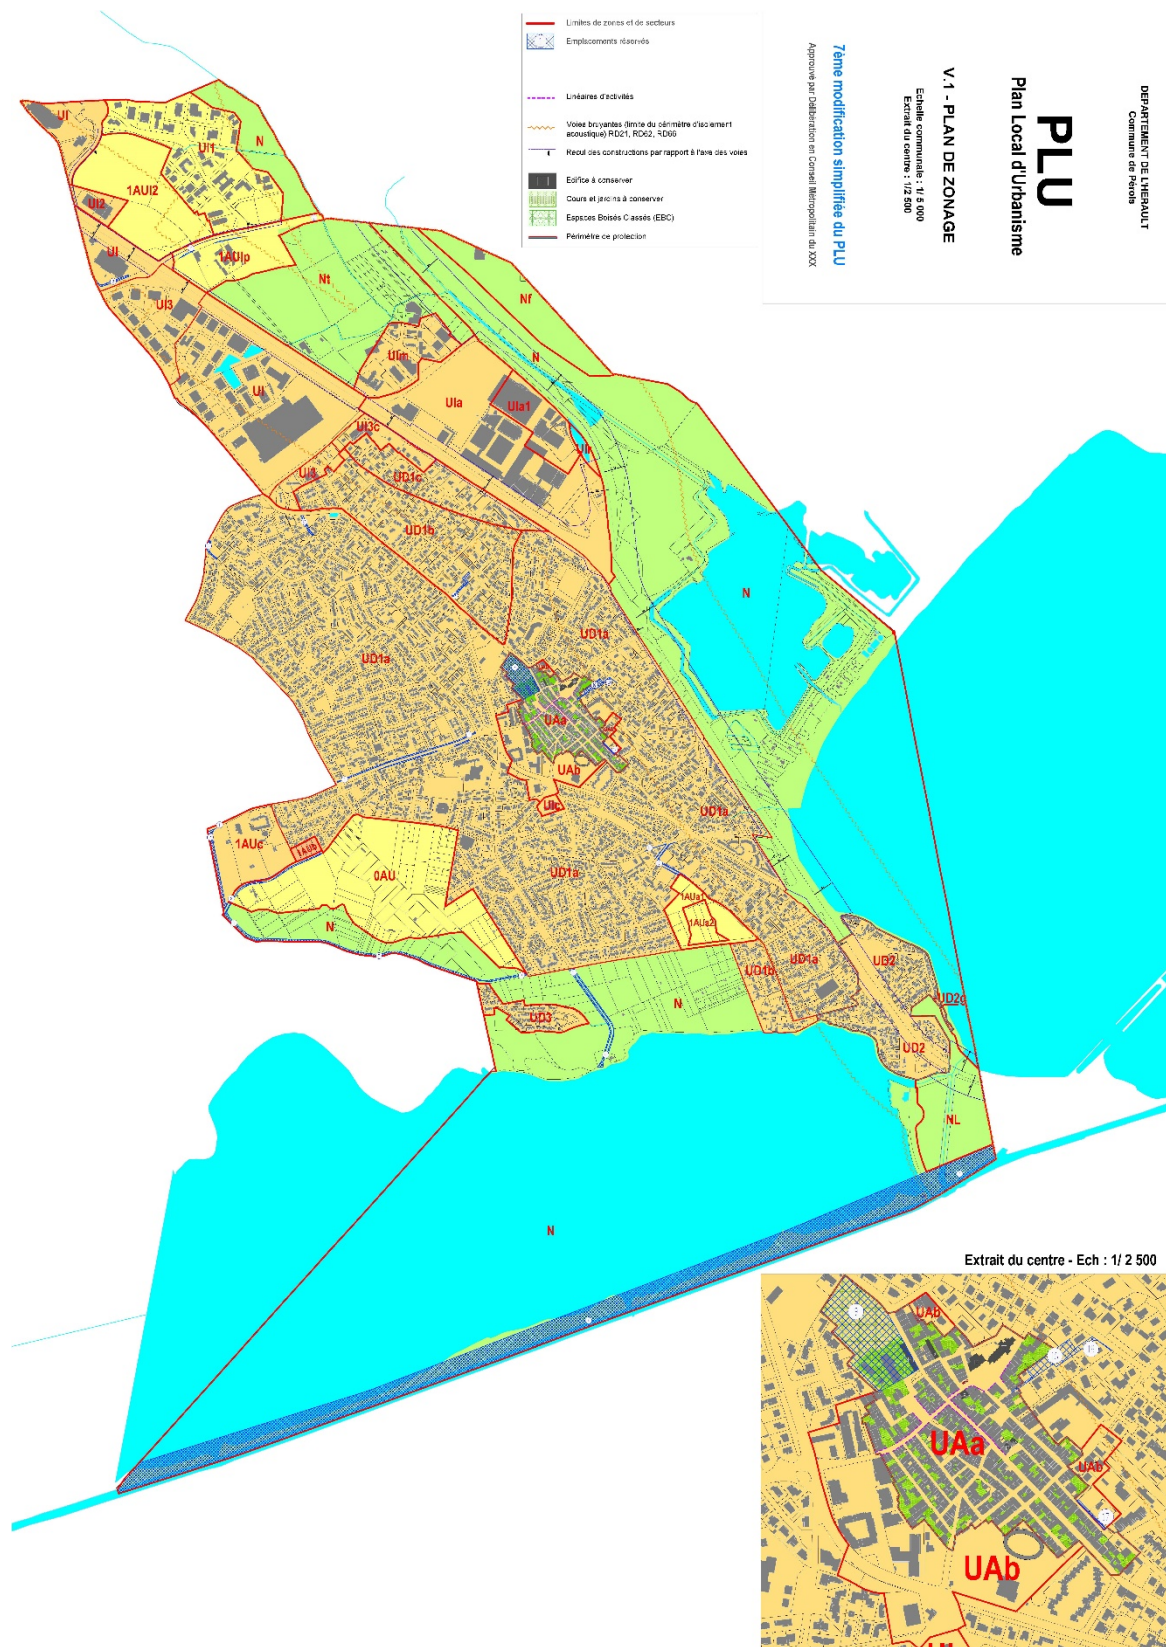 Limites de zones et de secteurs
Emplacements réservés
Linéaires d'activités
Voies bruyantes (limite du périmètre d'isolement
acoustique) RD21, RD62, RD66
Recul des constructions par rapport à l'axe des voies
Edifice à conserver
Cours et jardins à conserver
Espaces Boisés Classés (EBC)
Périmètre de protection
DEPARTEMENT DE L'HERAULT
Commune de Pérols
PLU
Plan Local d'Urbanisme
V.1 - PLAN DE ZONAGE
Echelle communale : 1/ 5 000
Extrait du centre : 1/2 500
7ème modification simplifiée du PLU
Approuvé par Délibération en Conseil Métropolitain du XXX
UI
UI1
N
1AUI2
UI2
UI
1AUIp
Nt
Nf
UI3
N
UIm
UI
UIa
UIa1
UI3c
UIr
UI3
UD1c
UD1b
N
UD1a
UD1a
UAa
UAb
UIc
UD1a
1AUc
1AUb
0AU
UD1a
1AUa1
1AUa2
N
UD1b
UD1a
UD2
UD2c
N
UD3
UD2
NL
N
Extrait du centre - Ech : 1/ 2 500
UAb
UAa
UAb
UAb